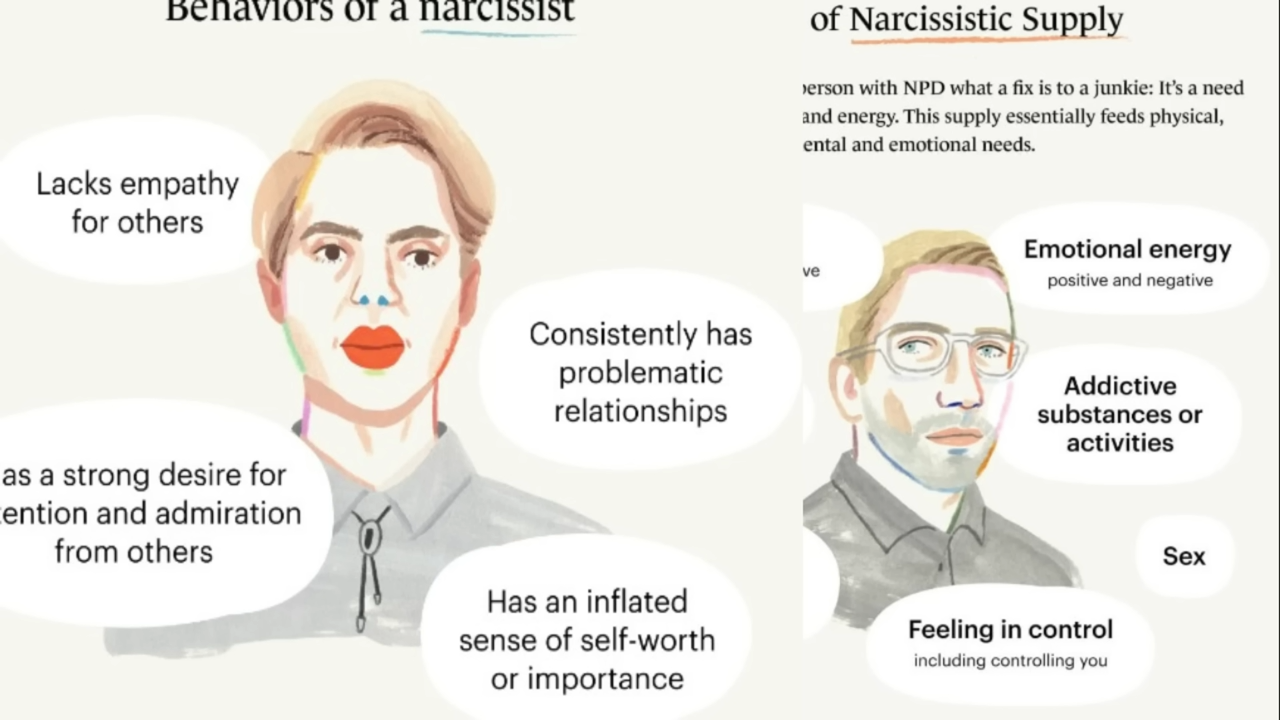 Behaviors of a narcissist
Lacks empathy
for others
Consistently has
problematic
relationships
as a strong desire for
tention and admiration
from others
Has an inflated
sense of self-worth
or importance
of Narcissistic Supply
person with NPD what a fix is to a junkie: It's a need
and energy. This supply essentially feeds physical,
ental and emotional needs.
ve
Emotional energy
positive and negative
Addictive
substances or
activities
Sex
Feeling in control
including controlling you